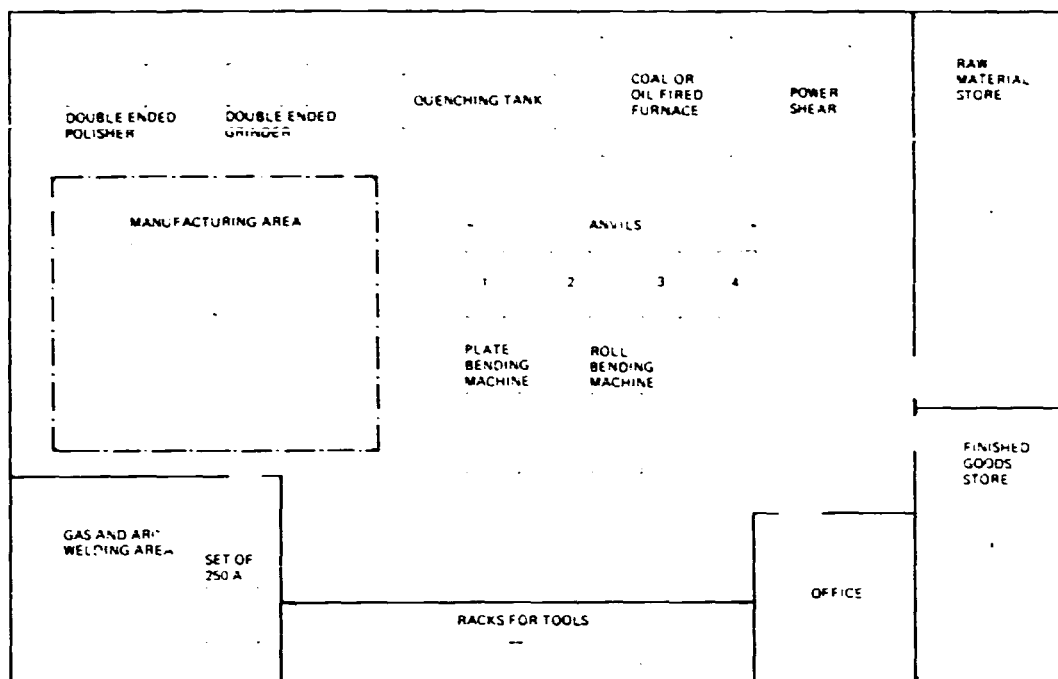 DOUBLE ENDED
POLISHER
DOUBLE ENDED
GRINDER
QUENCHING TANK
COAL OR
OIL FIRED
FURNACE
POWER
SHEAR
RAW
MATERIAL
STORE
MANUFACTURING AREA
ANVILS
1 2 3 4
PLATE
BENDING
MACHINE
ROLL
BENDING
MACHINE
FINISHED
GOODS
STORE
GAS AND ARC
WELDING AREA
SET OF
250 A
RACKS FOR TOOLS
OFFICE